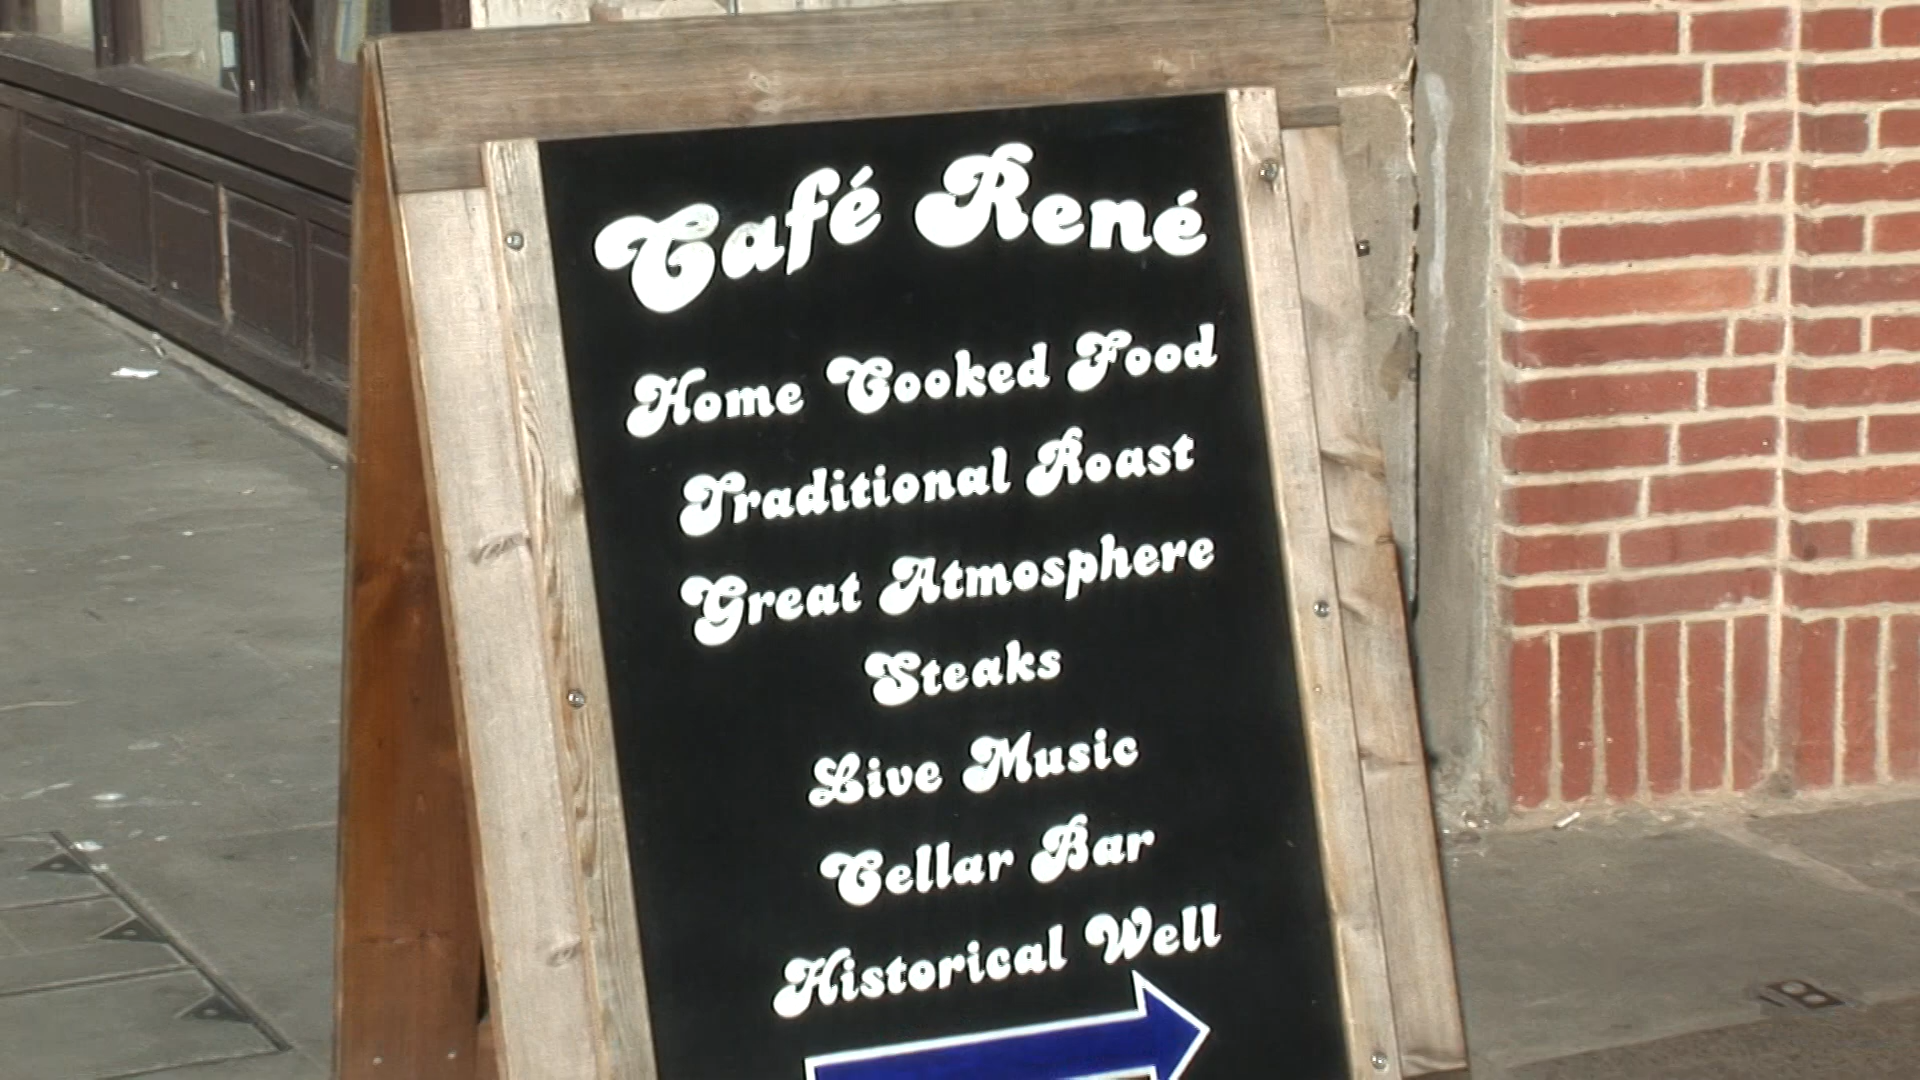 Café René
Home Cooked Food
Traditional Roast
Great Atmosphere
Steaks
Live Music
Cellar Bar
Historical Well